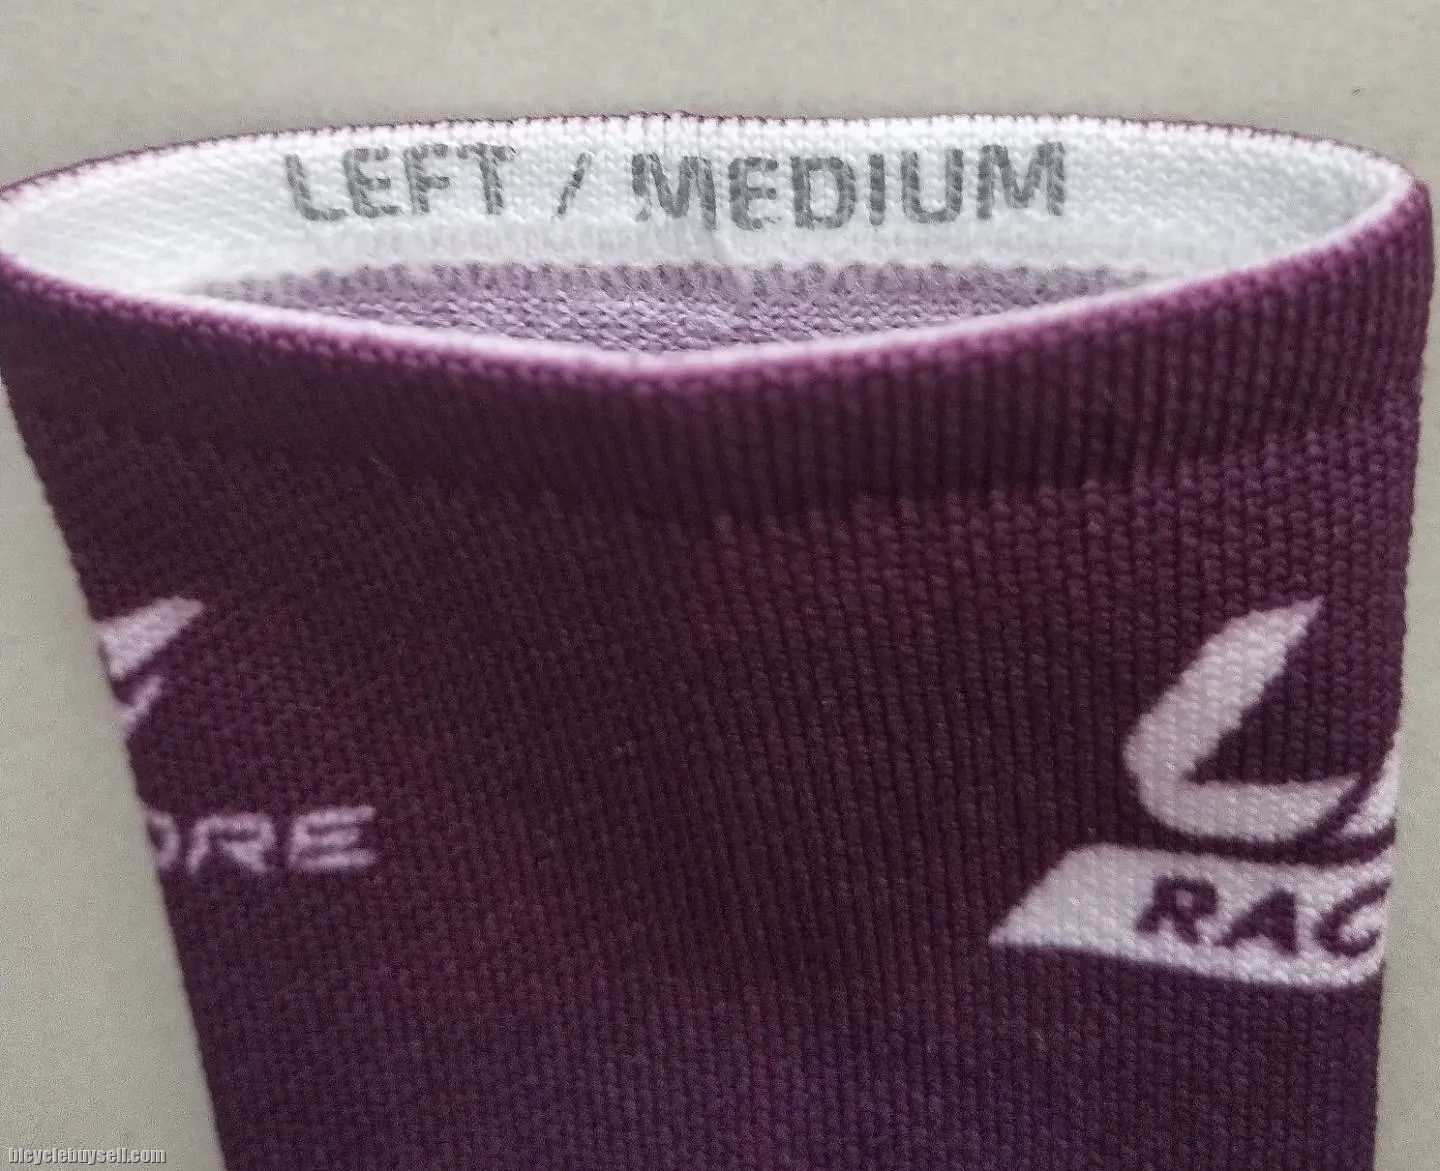 LEFT / MEDIUM
ORE
RAC
bicyclebuysell.com